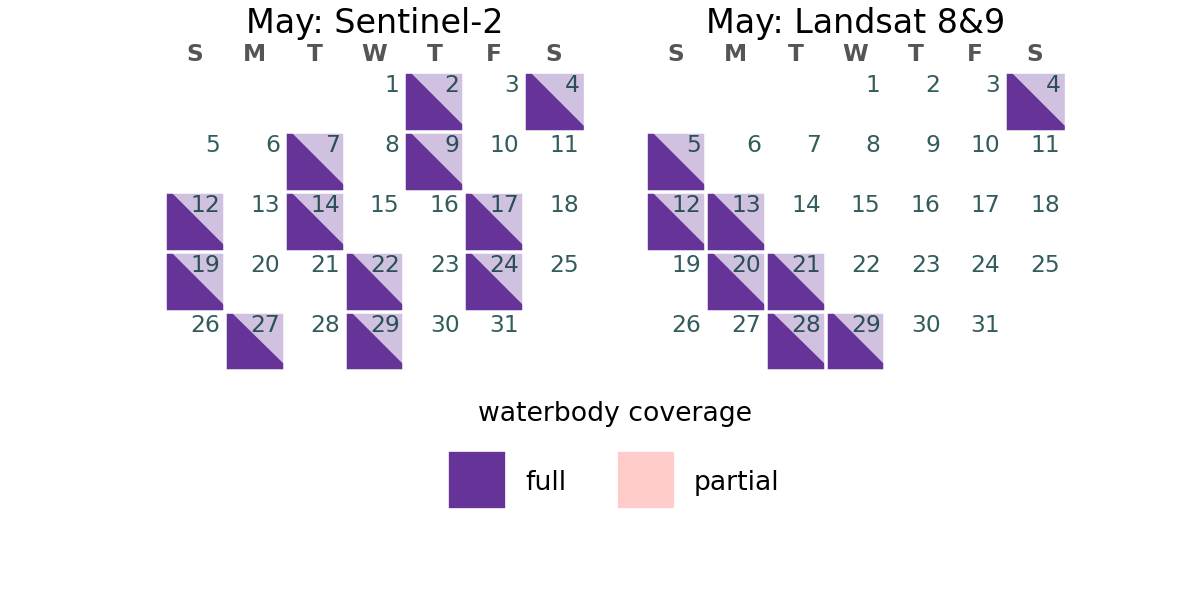 May: Sentinel-2
S M T W T F S
1 2 3 4
5 6 7 8 9 10 11
12 13 14 15 16 17 18
19 20 21 22 23 24 25
26 27 28 29 30 31
May: Landsat 8&9
S M T W T F S
1 2 3 4
5 6 7 8 9 10 11
12 13 14 15 16 17 18
19 20 21 22 23 24 25
26 27 28 29 30 31
waterbody coverage
full partial